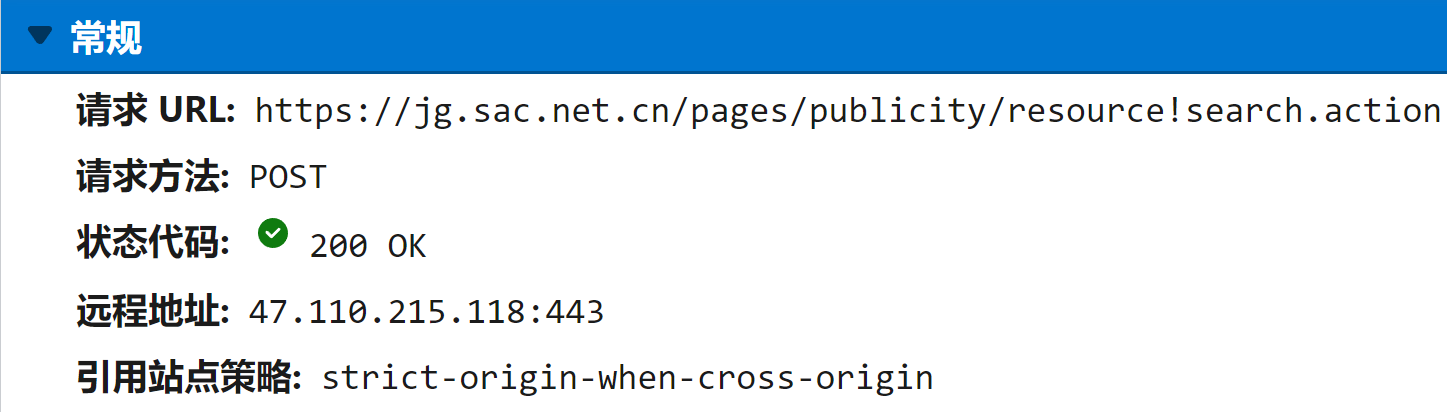 常规
请求 URL: https://jg.sac.net.cn/pages/publicity/resource!search.action
请求方法: POST
状态代码: 200 OK
远程地址: 47.110.215.118:443
引用站点策略: strict-origin-when-cross-origin